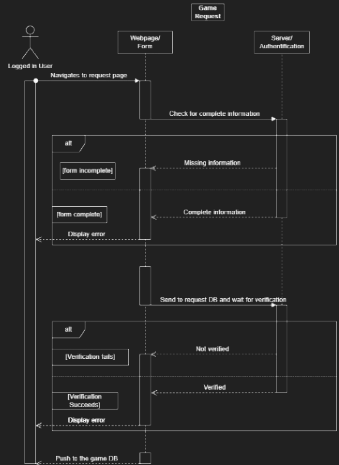 Game
Request
Webpage/
Form
Server/
Authentification
Logged in User
Navigates to request page
Check for complete information
alt
Missing information
[form incomplete]
[form complete]
Complete information
Display error
Send to request DB and wait for verification
alt
Not verified
[Verification fails]
Verified
[Verification
Succeeds]
Display error
Push to the game DB